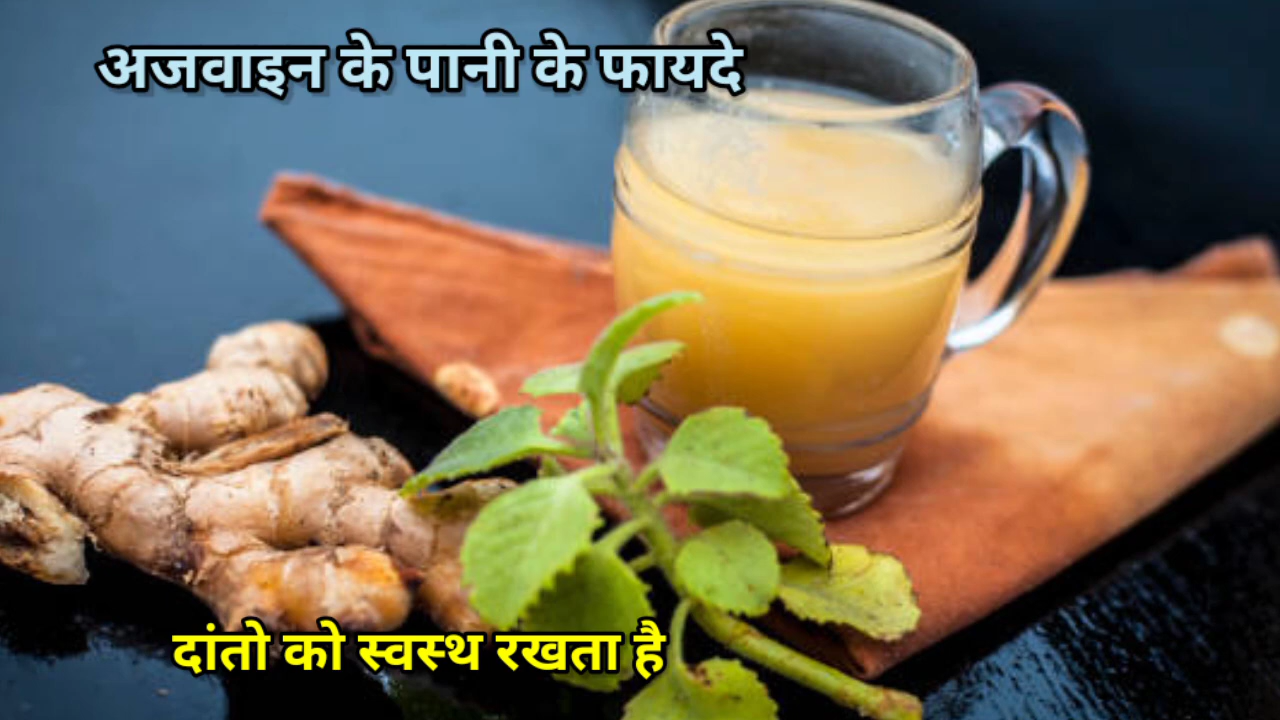 अजवाइन के पानी के फायदे
दांतो को स्वस्थ रखता है